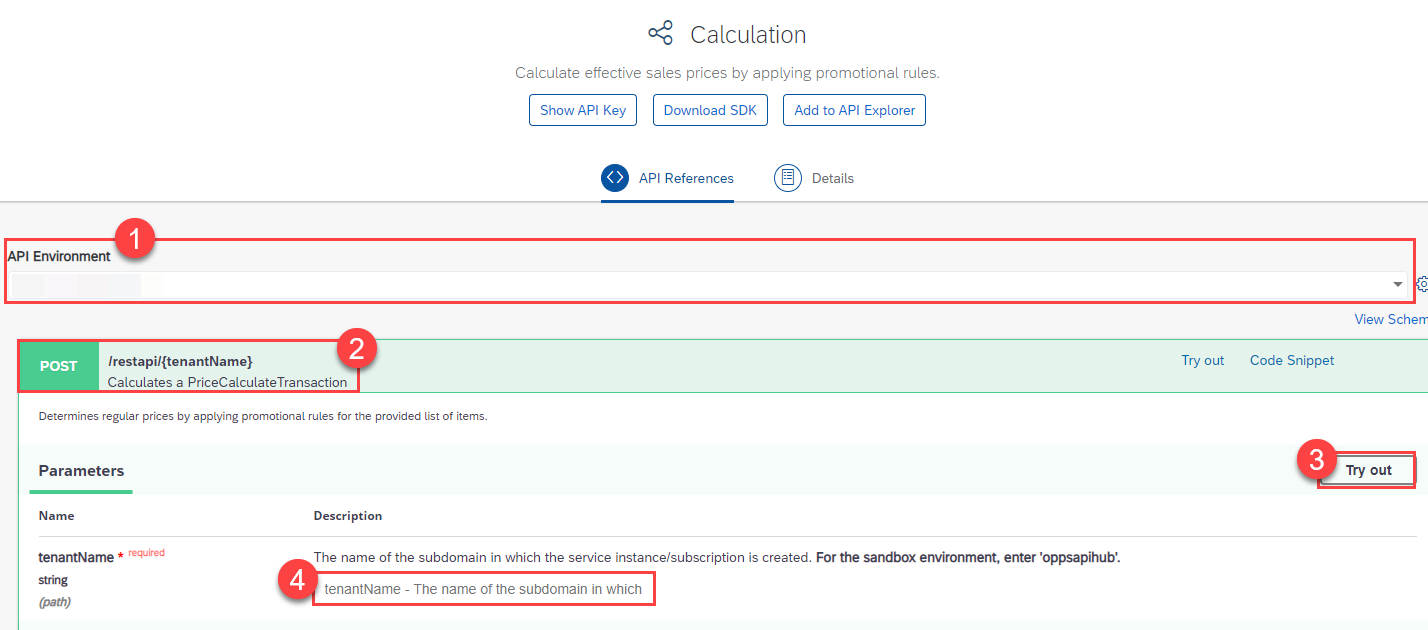 Calculation
Calculate effective sales prices by applying promotional rules.
Show API Key Download SDK Add to API Explorer
API References Details
1
API Environment
View Schem
2
POST /restapi/{tenantName} Try out Code Snippet
Calculates a PriceCalculateTransaction
Determines regular prices by applying promotional rules for the provided list of items.
3
Parameters Try out
Name Description
tenantName * required The name of the subdomain in which the service instance/subscription is created. For the sandbox environment, enter 'oppsapihub'.
string
4
tenantName - The name of the subdomain in which
(path)